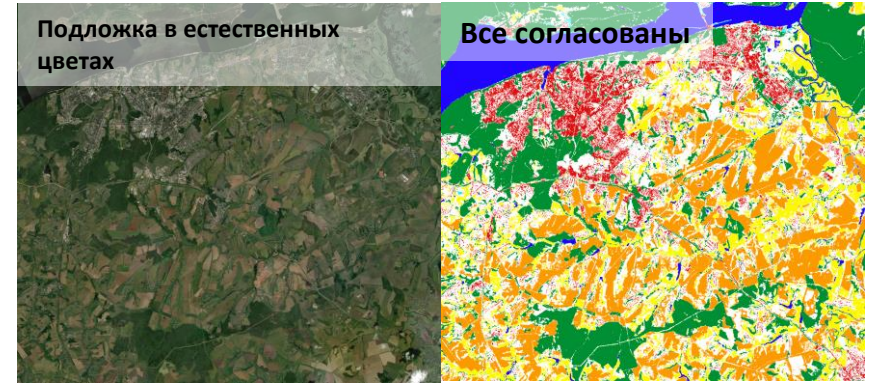 Подложка в естественных
цветах
Все согласованы